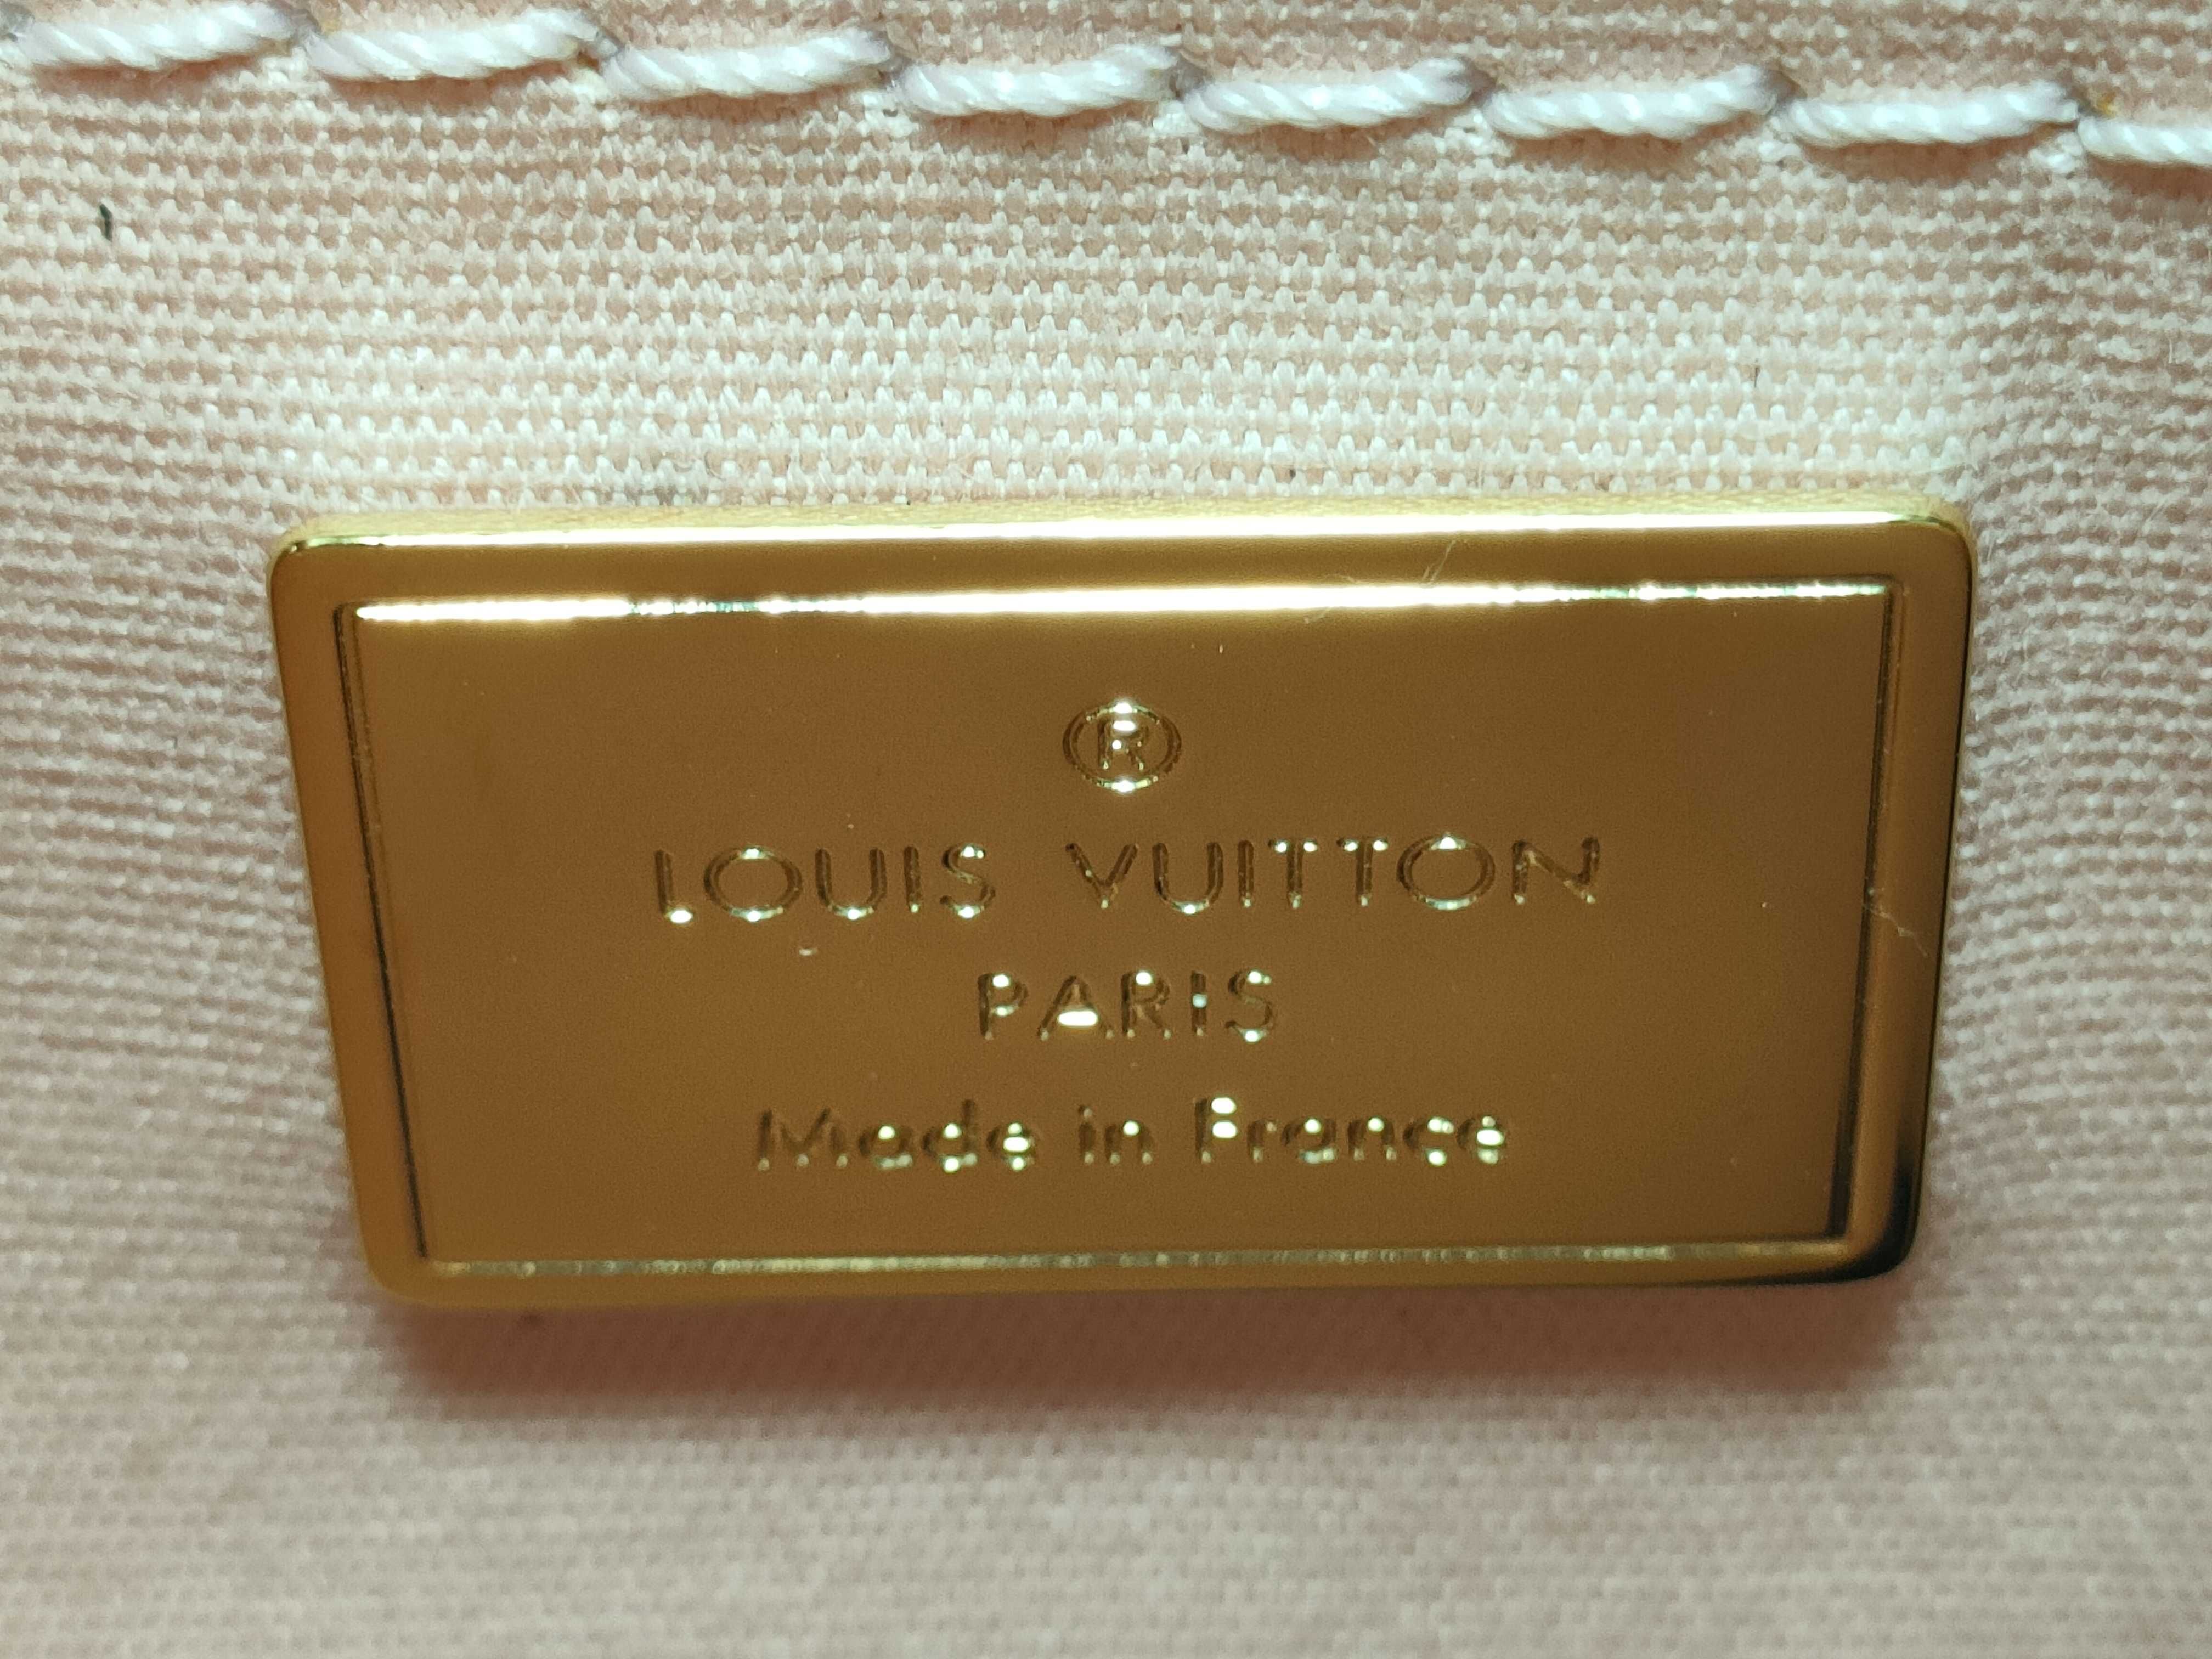 ®
LOUIS VUITTON
PARIS
Made in France